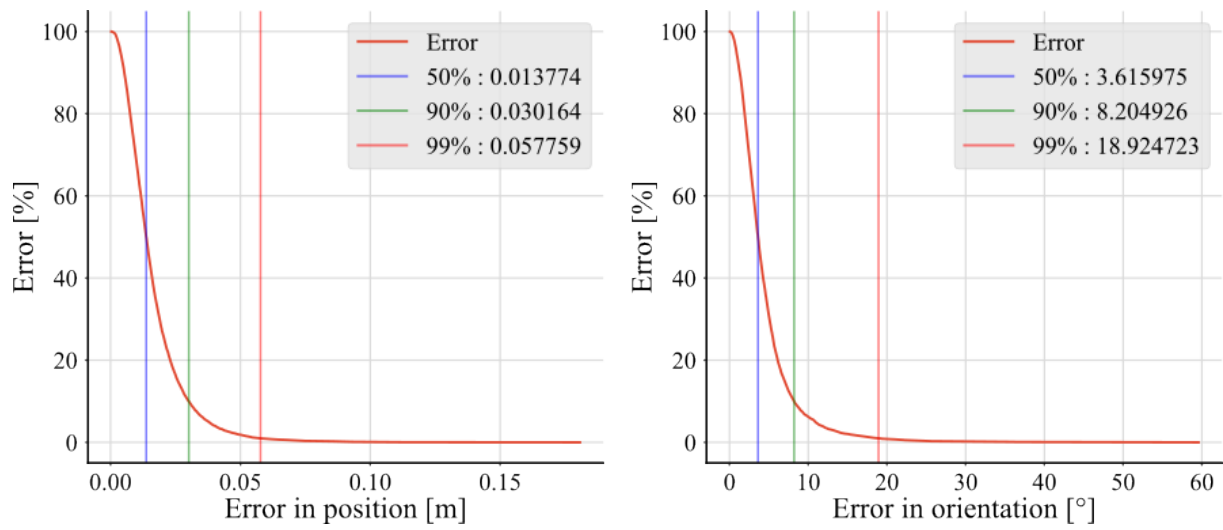 Error [%]
100
80
60
40
20
0
Error
50% : 0.013774
90% : 0.030164
99% : 0.057759
0.00
0.05
0.10
0.15
Error in position [m]
Error [%]
100
80
60
40
20
0
Error
50% : 3.615975
90% : 8.204926
99% : 18.924723
0
10
20
30
40
50
60
Error in orientation [°]